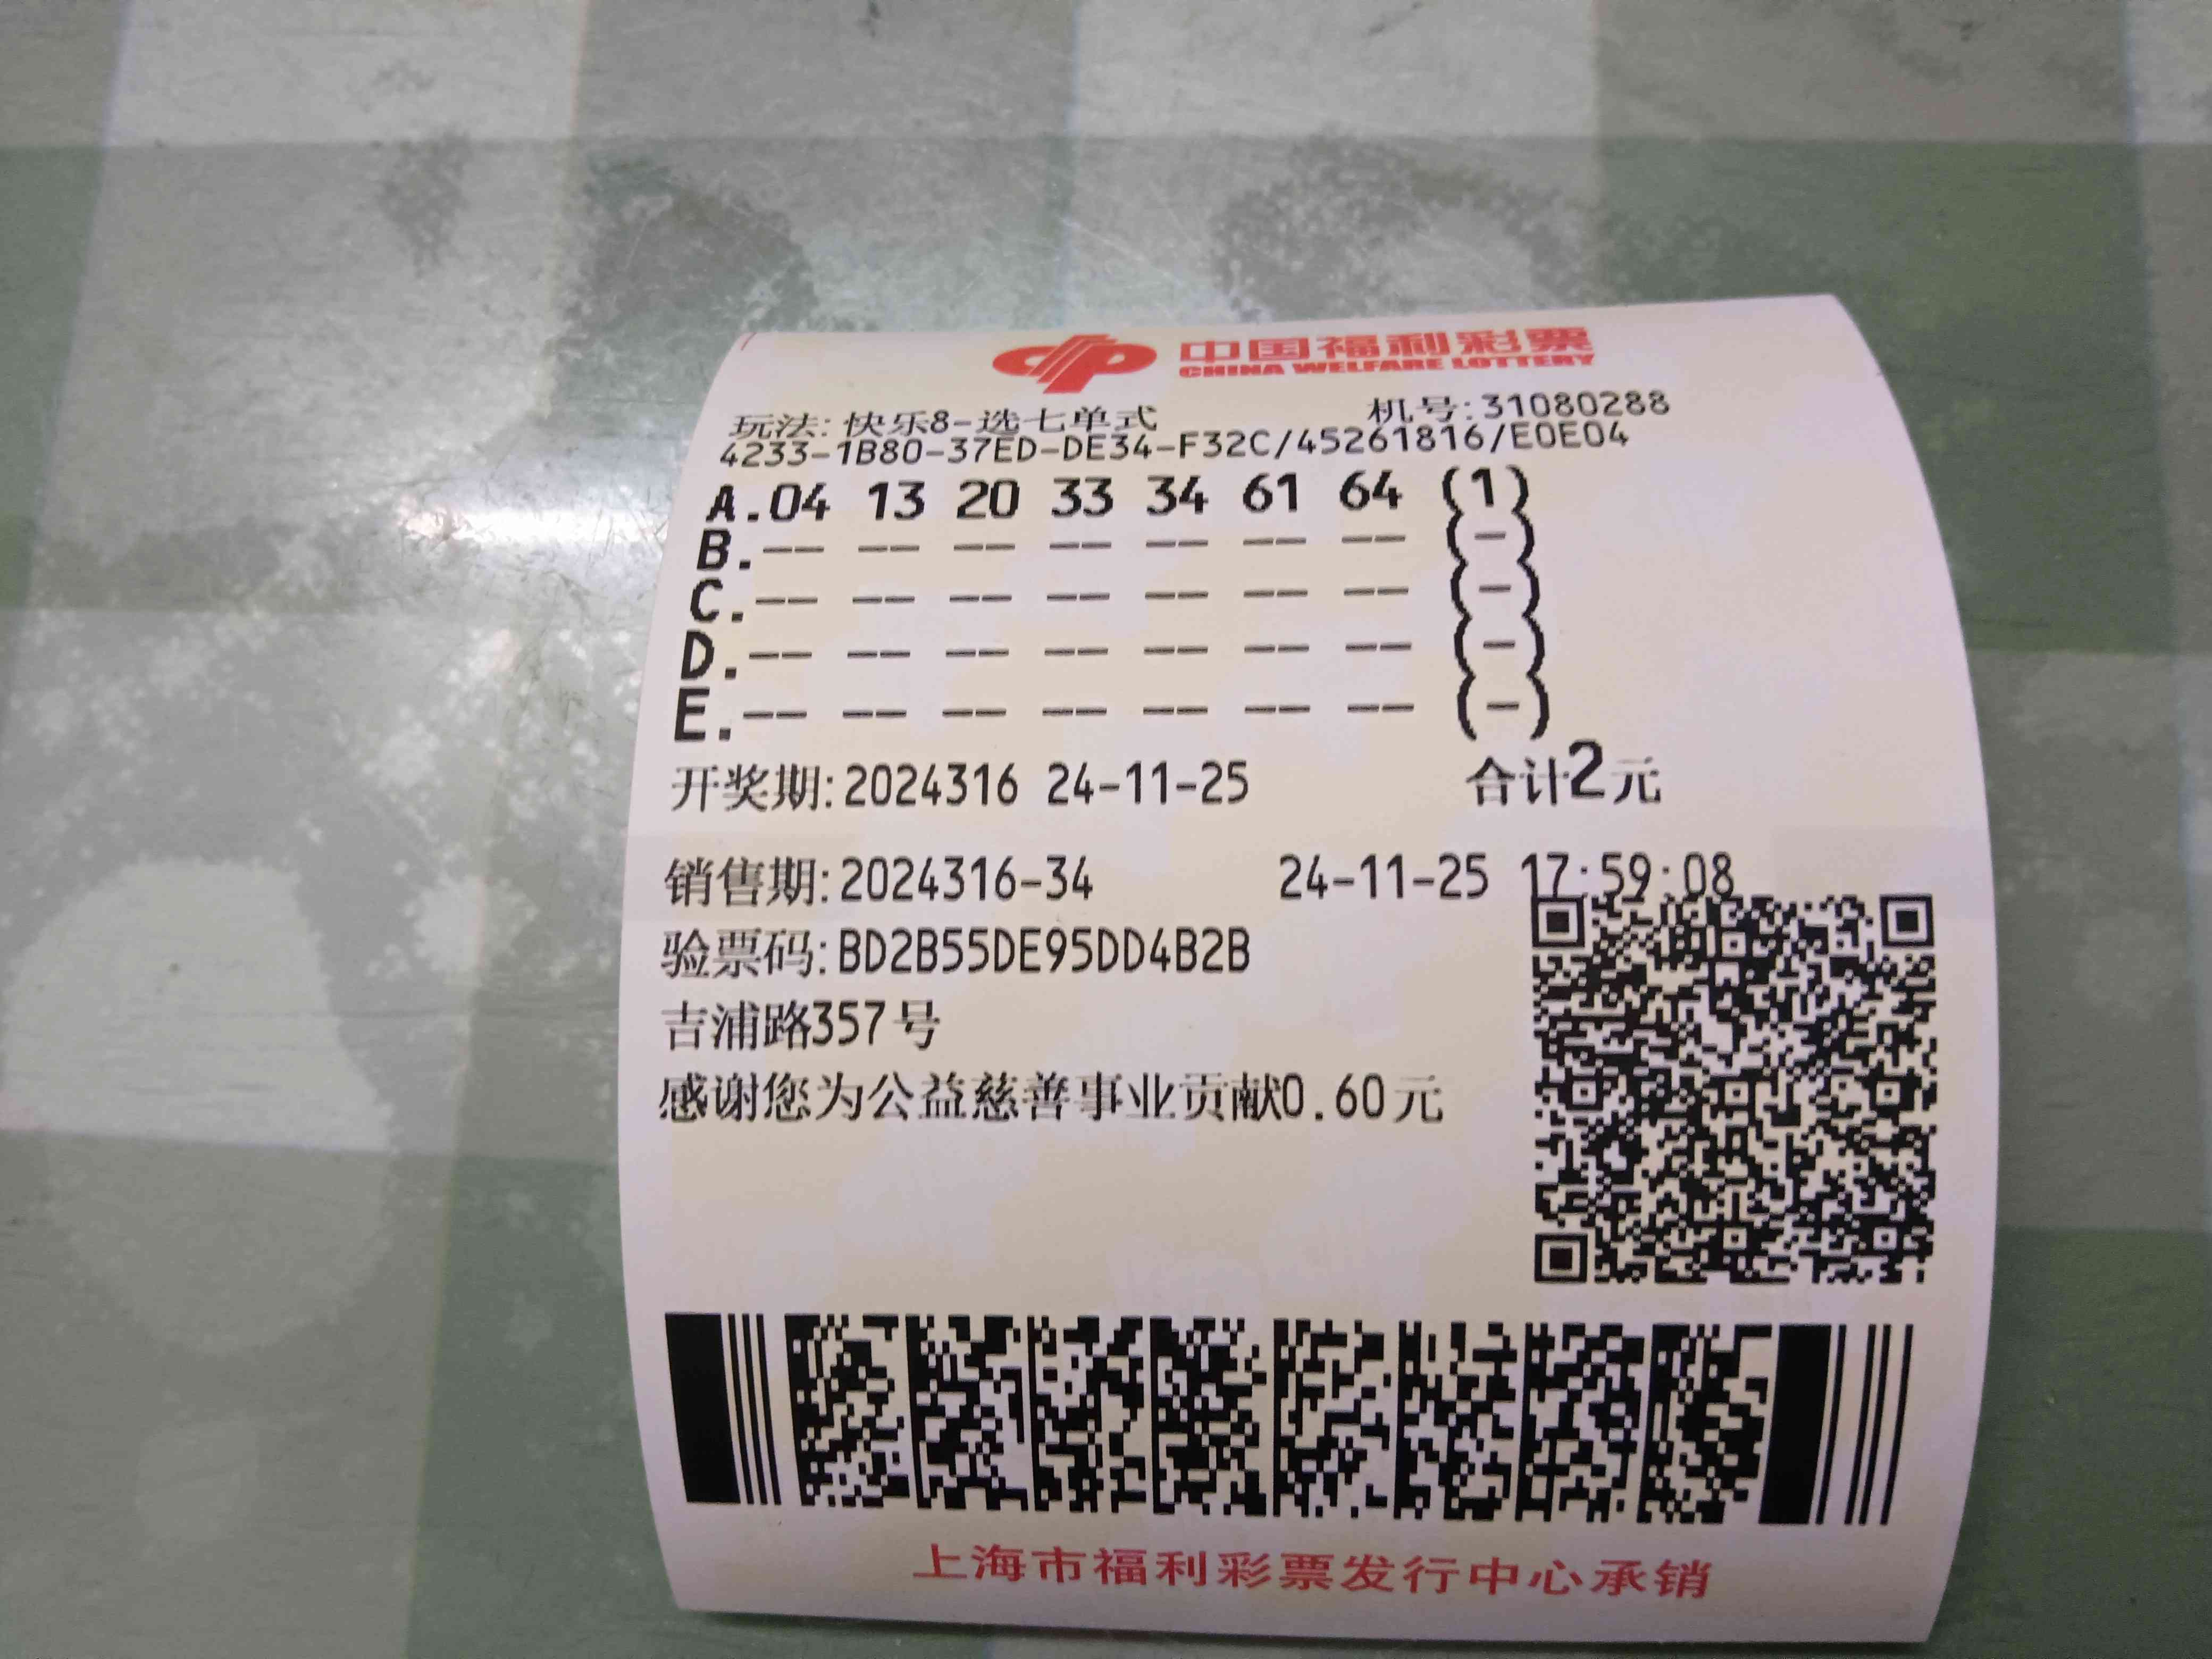 中国福利彩票
CHINA WELFARE LOTTERY
玩法:快乐8-选七单式 机号:31080288
4233-1B80-37ED-DE34-F32C/45261816/E0E04
A.04 13 20 33 34 61 64 (1)
B.-- -- -- -- -- -- -- (-)
C.-- -- -- -- -- -- -- (-)
D.-- -- -- -- -- -- -- (-)
E.-- -- -- -- -- -- -- (-)
开奖期:2024316 24-11-25 合计2元
销售期:2024316-34 24-11-25 17:59:08
验票码:BD2B55DE95DD4B2B
吉浦路357号
感谢您为公益慈善事业贡献0.60元
上海市福利彩票发行中心承销